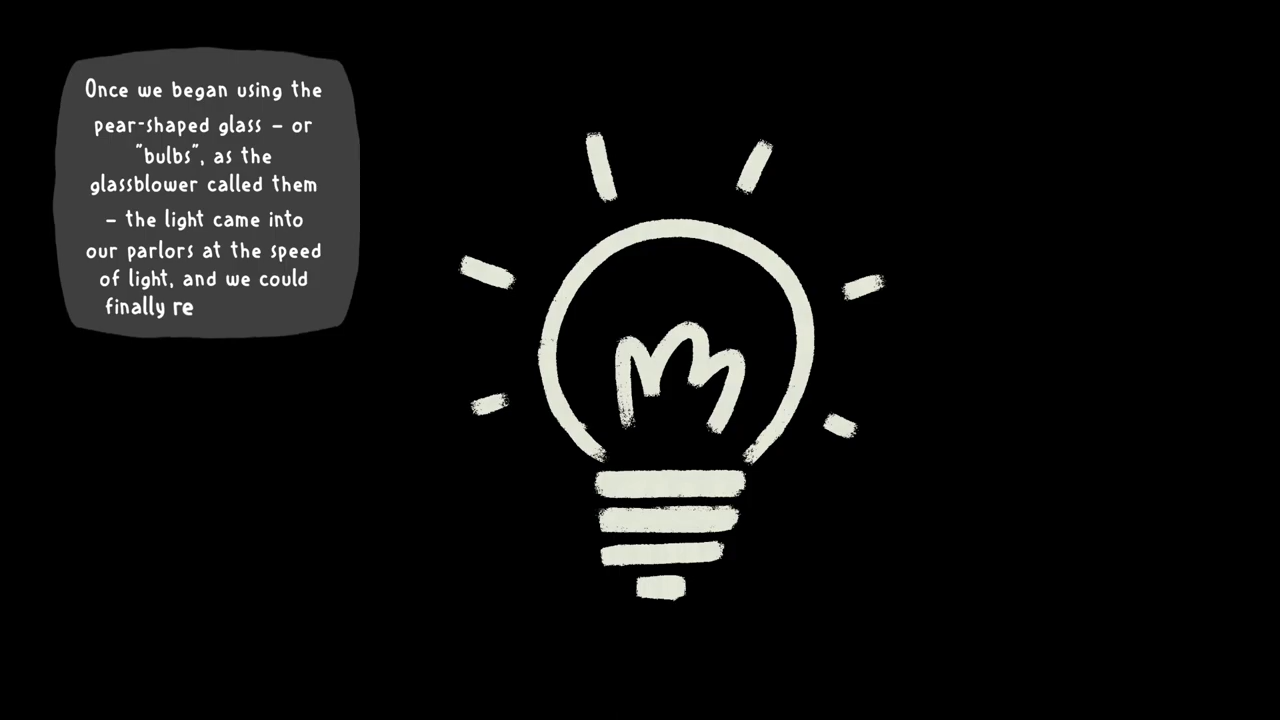 Once we began using the
pear-shaped glass – or
"bulbs", as the
glassblower called them
– the light came into
our parlors at the speed
of light, and we could
finally re